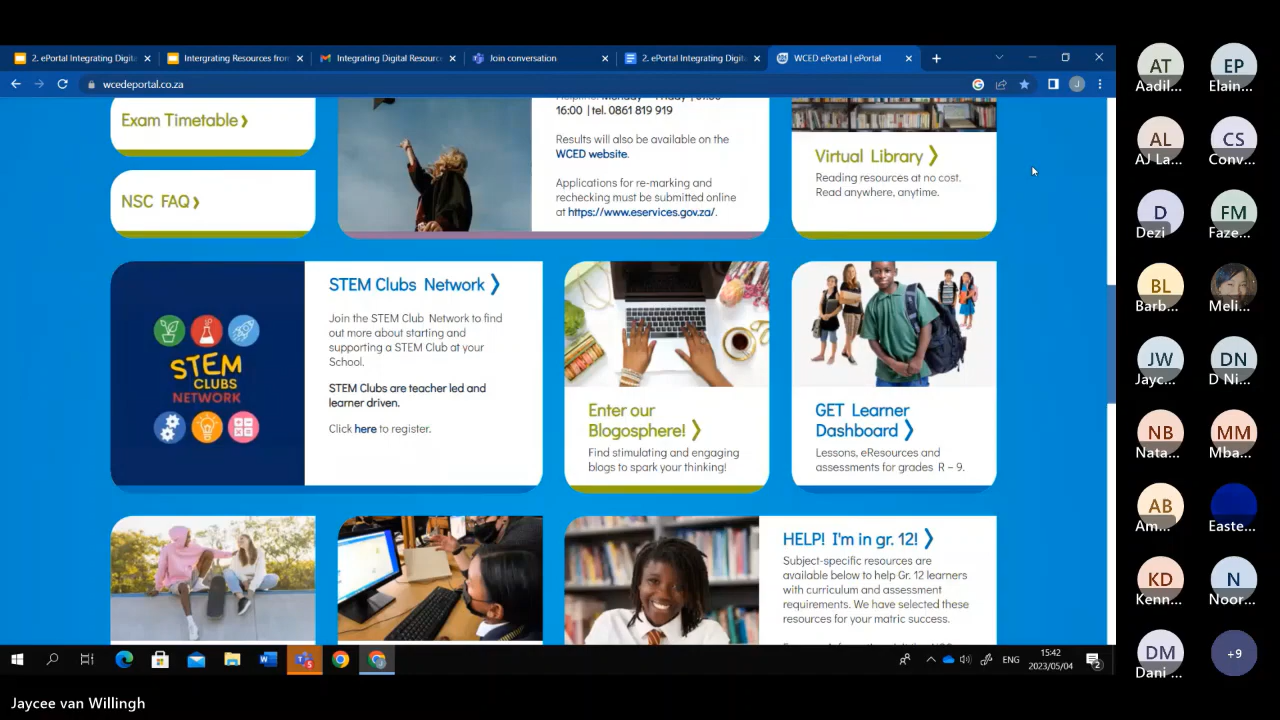 2. ePortal Integrating Digita
Intergrating Resources from
Integrating Digital Resourc
Join conversation
2. ePortal Integrating Digita
WCED ePortal | ePortal
wcedeportal.co.za
Exam Timetable
NSC FAQ
16:00 | tel. 0861 819 919
Results will also be available on the
WCED website.
Applications for re-marking and
rechecking must be submitted online
at https://www.eservices.gov.za/.
Virtual Library
Reading resources at no cost.
Read anywhere, anytime.
STEM
CLUBS
NETWORK
STEM Clubs Network
Join the STEM Club Network to find
out more about starting and
supporting a STEM Club at your
School.
STEM Clubs are teacher led and
learner driven.
Click here to register.
Enter our
Blogosphere!
Find stimulating and engaging
blogs to spark your thinking!
GET Learner
Dashboard
Lessons, eResources and
assessments for grades R – 9.
HELP! I'm in gr. 12!
Subject-specific resources are
available below to help Gr. 12 learners
with curriculum and assessment
requirements. We have selected these
resources for your matric success.
ENG
15:42
2023/05/04
2
AT
Aadil...
EP
Elain...
AL
AJ La...
CS
Conv...
D
Dezi
FM
Faze...
BL
Barb...
Meli...
JW
Jayc...
DN
D Ni...
NB
Nata...
MM
Mba...
AB
Am...
Easte...
KD
Kenn...
N
Noor...
DM
Dani ...
+9
Jaycee van Willingh